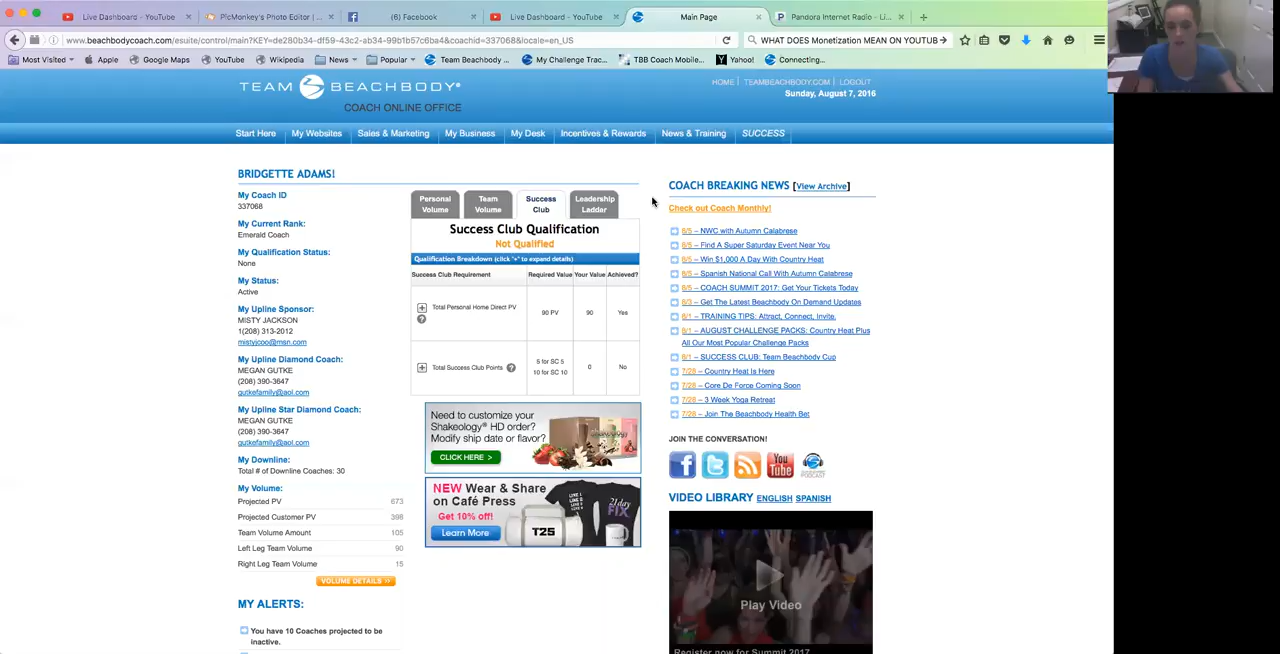 Live Dashboard - YouTube
PicMonkey's Photo Editor | ...
(6) Facebook
Live Dashboard - YouTube
Main Page
Pandora Internet Radio - Li...
www.beachbodycoach.com/esuite/control/main?KEY=de280b34-df59-43c2-ab34-99b1b57c6ba4&coachid=337068&locale=en_US
WHAT DOES Monetization MEAN ON YOUTUB
Most Visited
Apple
Google Maps
YouTube
Wikipedia
News
Popular
Team Beachbody ...
My Challenge Trac...
TBB Coach Mobile...
Yahoo!
Connecting...
TEAM BEACHBODY®
COACH ONLINE OFFICE
HOME | TEAMBEACHBODY.COM | LOGOUT
Sunday, August 7, 2016
Start Here
My Websites
Sales & Marketing
My Business
My Desk
Incentives & Rewards
News & Training
SUCCESS
BRIDGETTE ADAMS!
My Coach ID
337068
My Current Rank:
Emerald Coach
My Qualification Status:
None
My Status:
Active
My Upline Sponsor:
MISTY JACKSON
1(208) 313-2012
mistyjcoo@msn.com
My Upline Diamond Coach:
MEGAN GUTKE
(208) 390-3647
gutkefamily@aol.com
My Upline Star Diamond Coach:
MEGAN GUTKE
(208) 390-3647
gutkefamily@aol.com
My Downline:
Total # of Downline Coaches: 30
My Volume:
Projected PV 673
Projected Customer PV 398
Team Volume Amount 105
Left Leg Team Volume 90
Right Leg Team Volume 15
VOLUME DETAILS >>
MY ALERTS:
You have 10 Coaches projected to be
inactive.
Personal
Volume
Team
Volume
Success
Club
Leadership
Ladder
Success Club Qualification
Not Qualified
Qualification Breakdown (click "+" to expand details)
Success Club Requirement Required Value Your Value Achieved?
Total Personal Home Direct PV 90 PV 90 Yes
Total Success Club Points
5 for SC 5
10 for SC 10
0 No
Need to customize your
Shakeology® HD order?
Modify ship date or flavor?
CLICK HERE >
NEW Wear & Share
on Café Press
Get 10% off!
Learn More
T25
21 day
FIX
COACH BREAKING NEWS [View Archive]
Check out Coach Monthly!
8/5 – NWC with Autumn Calabrese
8/5 – Find A Super Saturday Event Near You
8/5 – Win $1,000 A Day With Country Heat
8/5 – Spanish National Call With Autumn Calabrese
8/5 – COACH SUMMIT 2017: Get Your Tickets Today
8/3 – Get The Latest Beachbody On Demand Updates
8/1 – TRAINING TIPS: Attract, Connect, Invite.
8/1 – AUGUST CHALLENGE PACKS: Country Heat Plus
All Our Most Popular Challenge Packs
8/1 – SUCCESS CLUB: Team Beachbody Cup
7/28 – Country Heat Is Here
7/28 – Core De Force Coming Soon
7/28 – 3 Week Yoga Retreat
7/28 – Join The Beachbody Health Bet
JOIN THE CONVERSATION!
You
Tube
VIDEO LIBRARY ENGLISH SPANISH
Play Video
Register now for Summit 2017